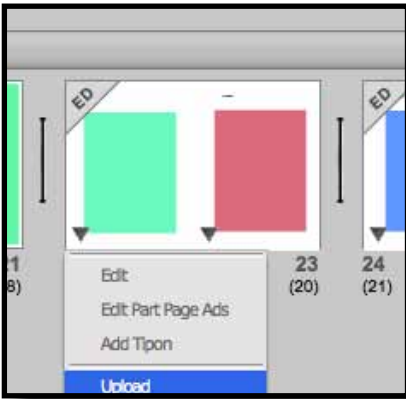 ED
ED
21
23
24
8)
(20)
(21)
Edit
Edit Part Page Ads
Add Tipon
Upload